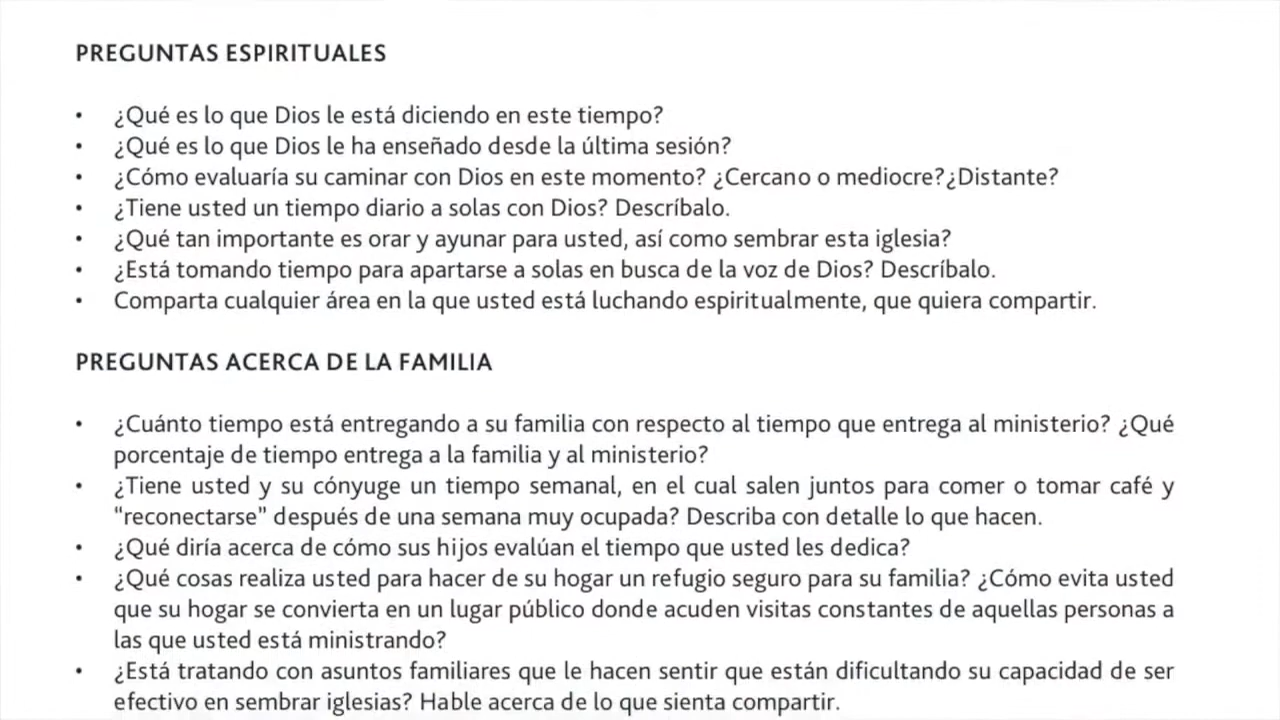 PREGUNTAS ESPIRITUALES
• ¿Qué es lo que Dios le está diciendo en este tiempo?
• ¿Qué es lo que Dios le ha enseñado desde la última sesión?
• ¿Cómo evaluaría su caminar con Dios en este momento? ¿Cercano o mediocre?¿Distante?
• ¿Tiene usted un tiempo diario a solas con Dios? Descríbalo.
• ¿Qué tan importante es orar y ayunar para usted, así como sembrar esta iglesia?
• ¿Está tomando tiempo para apartarse a solas en busca de la voz de Dios? Descríbalo.
• Comparta cualquier área en la que usted está luchando espiritualmente, que quiera compartir.
PREGUNTAS ACERCA DE LA FAMILIA
• ¿Cuánto tiempo está entregando a su familia con respecto al tiempo que entrega al ministerio? ¿Qué
porcentaje de tiempo entrega a la familia y al ministerio?
• ¿Tiene usted y su cónyuge un tiempo semanal, en el cual salen juntos para comer o tomar café y
"reconectarse" después de una semana muy ocupada? Describa con detalle lo que hacen.
• ¿Qué diría acerca de cómo sus hijos evalúan el tiempo que usted les dedica?
• ¿Qué cosas realiza usted para hacer de su hogar un refugio seguro para su familia? ¿Cómo evita usted
que su hogar se convierta en un lugar público donde acuden visitas constantes de aquellas personas a
las que usted está ministrando?
• ¿Está tratando con asuntos familiares que le hacen sentir que están dificultando su capacidad de ser
efectivo en sembrar iglesias? Hable acerca de lo que sienta compartir.